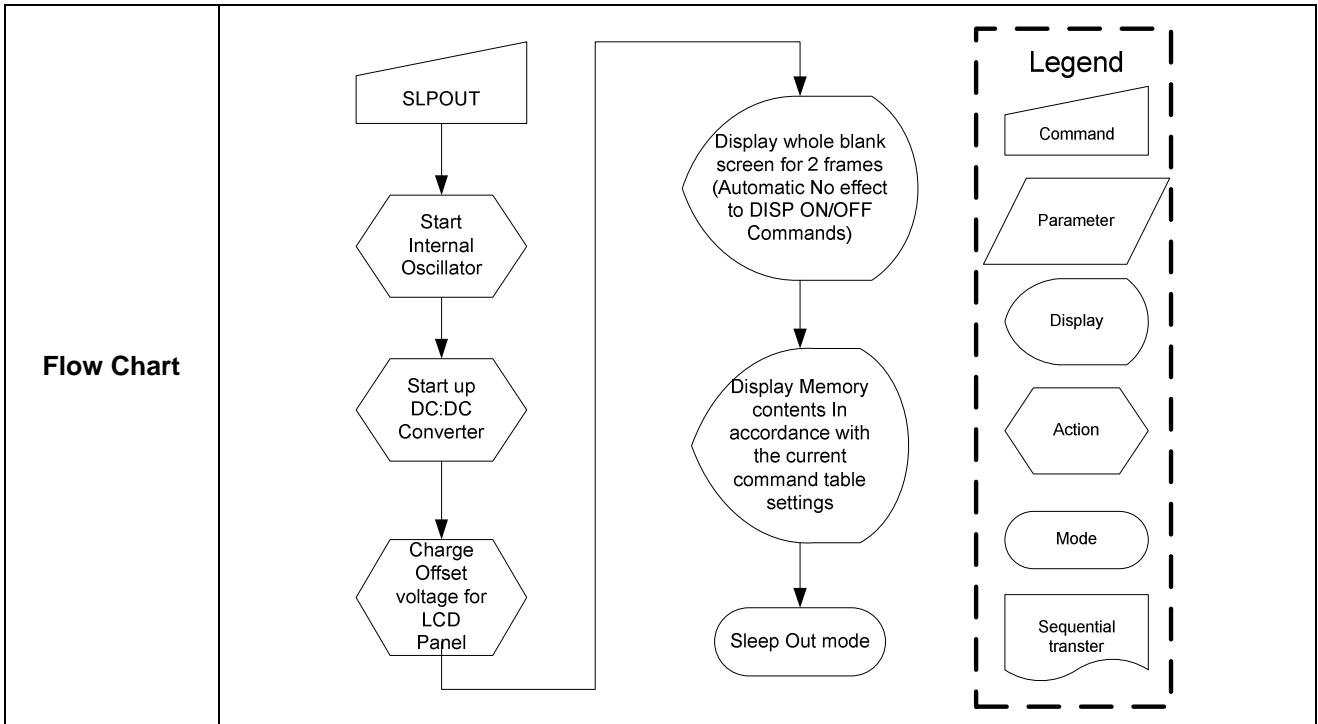 Flow Chart
SLPOUT
Start
Internal
Oscillator
Start up
DC:DC
Converter
Charge
Offset
voltage for
LCD
Panel
Display whole blank
screen for 2 frames
(Automatic No effect
to DISP ON/OFF
Commands)
Display Memory
contents In
accordance with
the current
command table
settings
Sleep Out mode
Legend
Command
Parameter
Display
Action
Mode
Sequential
transter